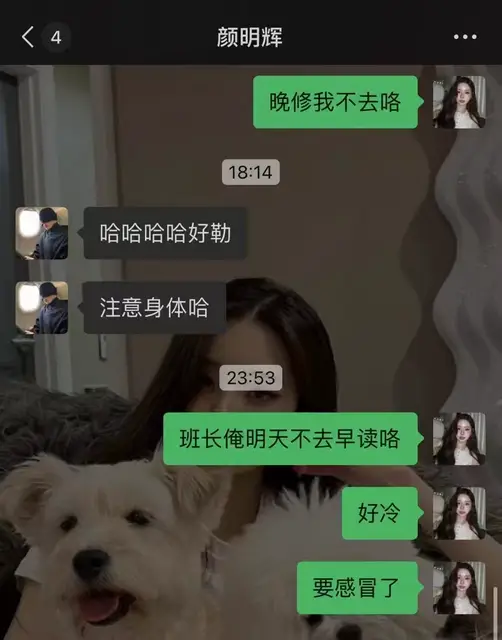 4
颜明辉
晚修我不去咯
18:14
哈哈哈哈好勒
注意身体哈
23:53
班长俺明天不去早读咯
好冷
要感冒了